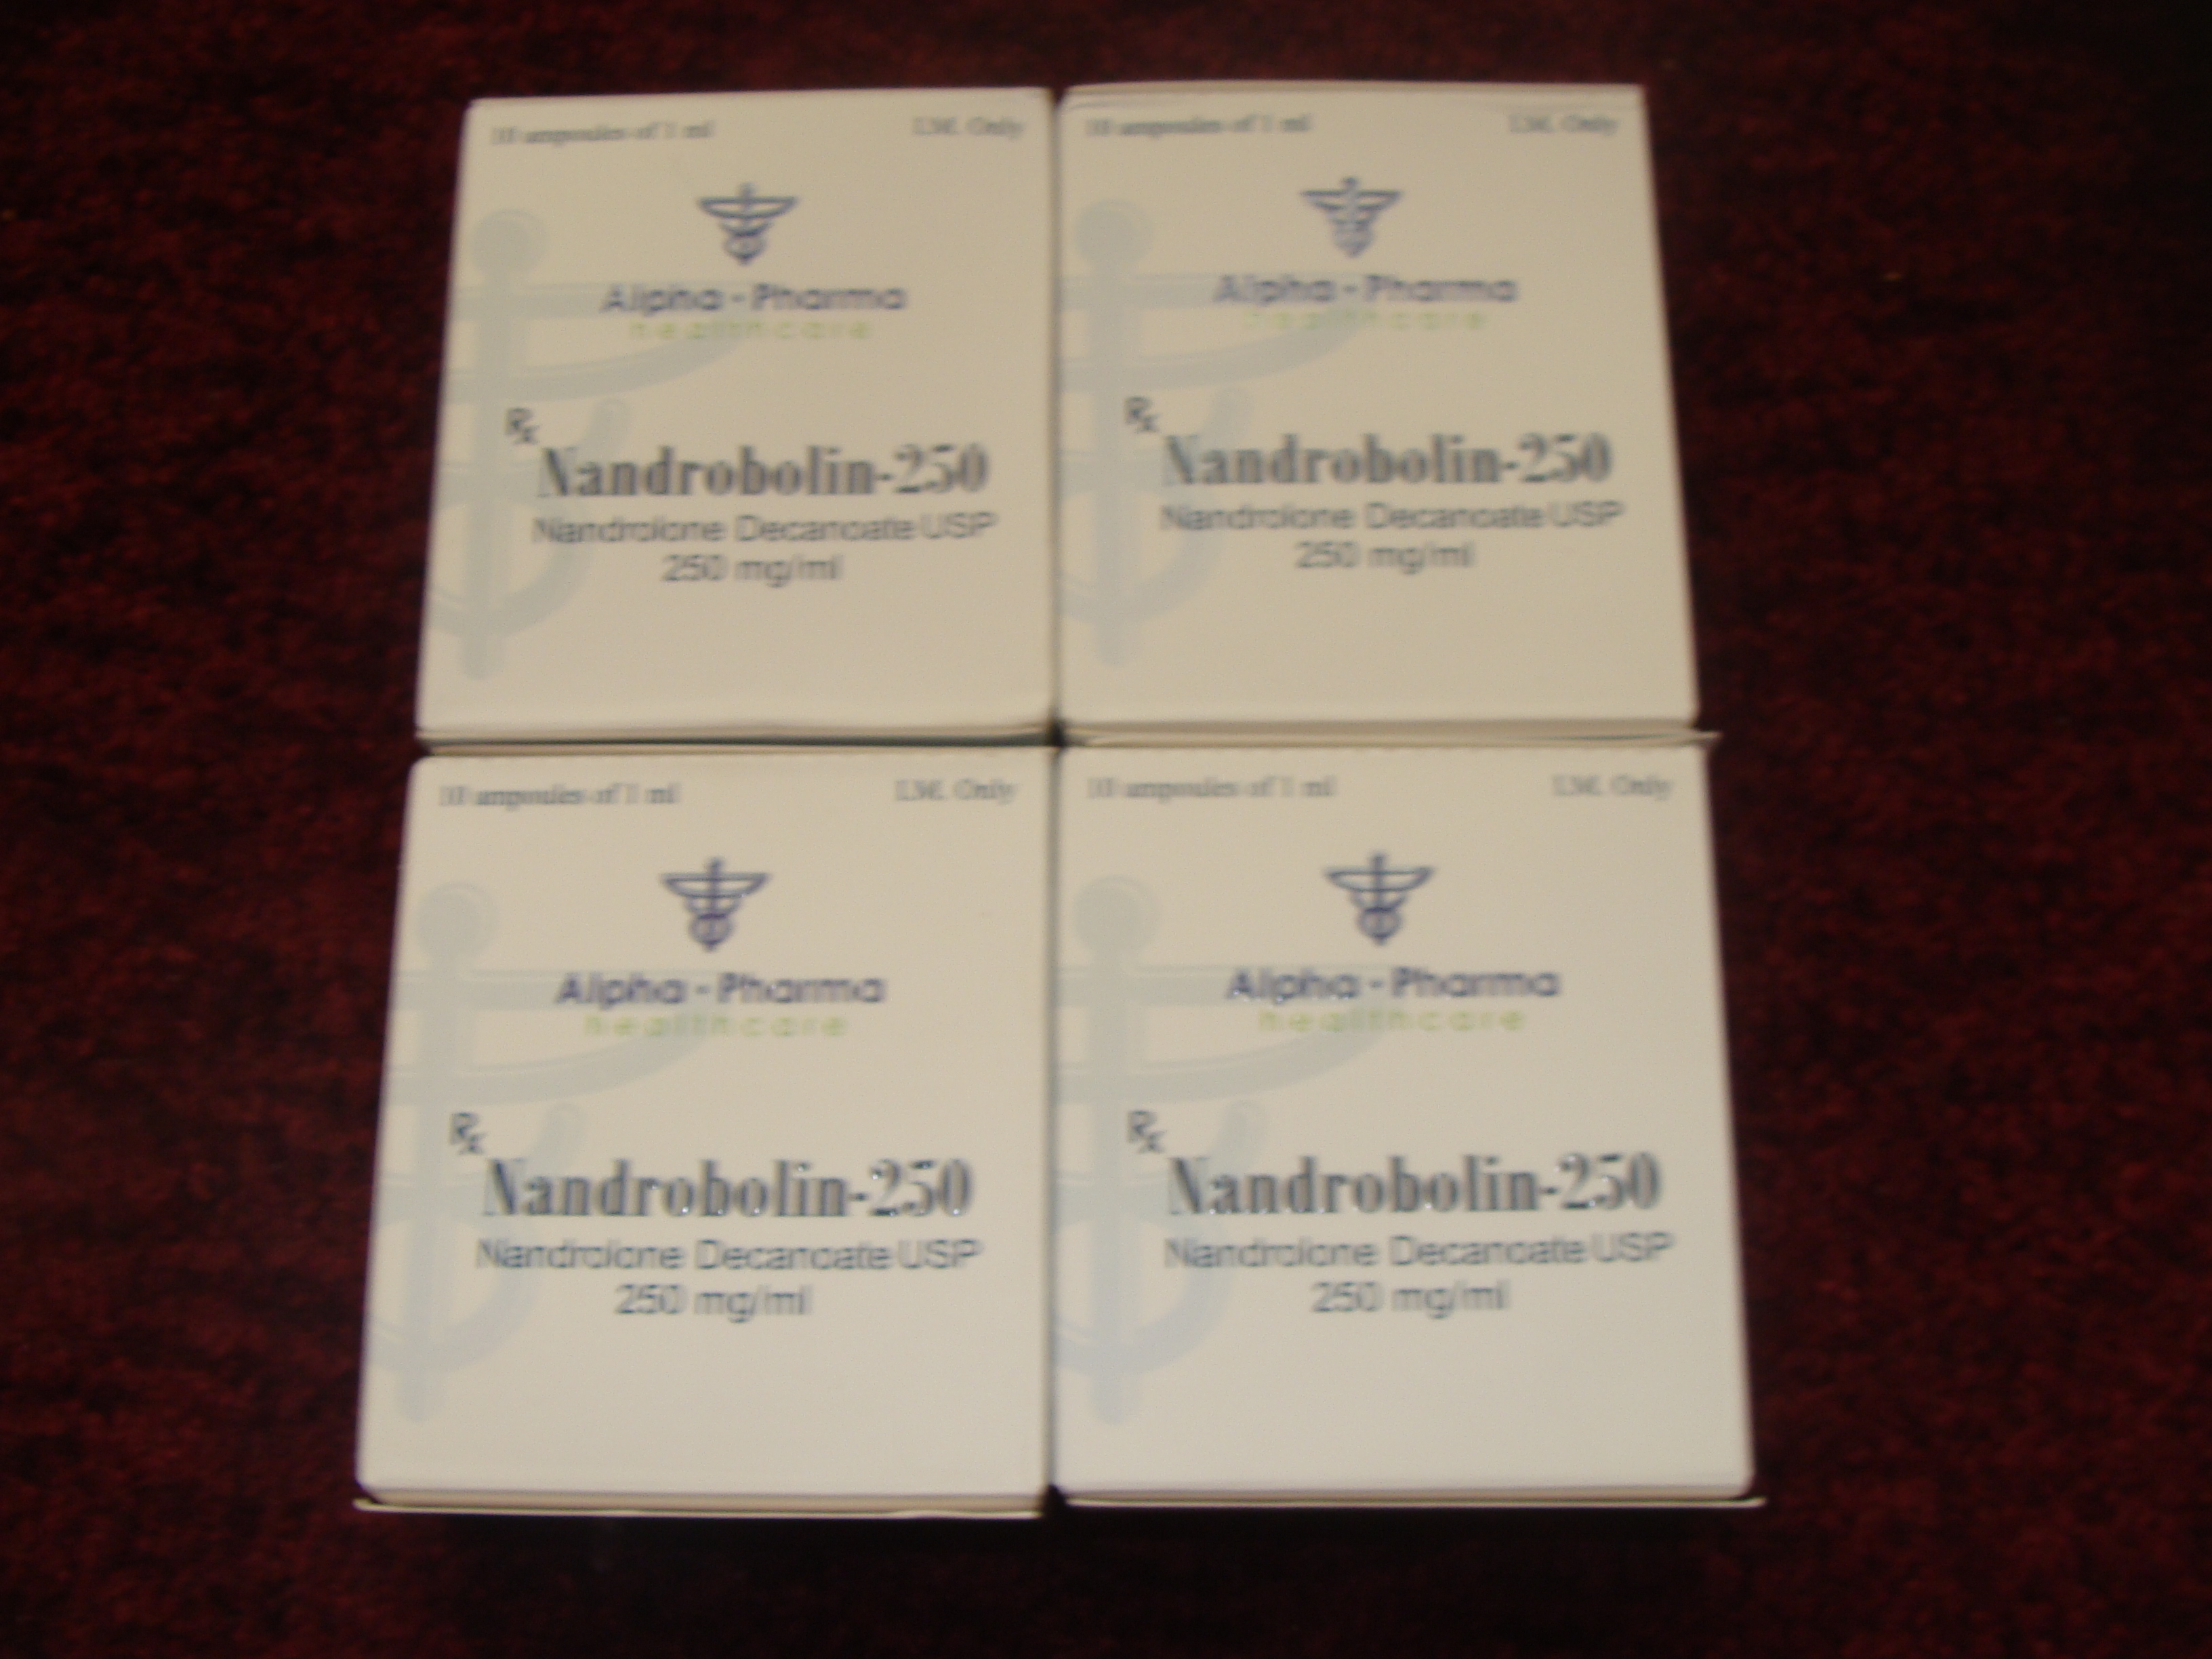 10 ampoules of 1 ml I.M. Only
Alpha - Pharma
healthcare
Rx
Nandrobolin-250
Nandrolone Decanoate USP
250 mg/ml
10 ampoules of 1 ml I.M. Only
Alpha - Pharma
healthcare
Rx
Nandrobolin-250
Nandrolone Decanoate USP
250 mg/ml
10 ampoules of 1 ml I.M. Only
Alpha - Pharma
healthcare
Rx
Nandrobolin-250
Nandrolone Decanoate USP
250 mg/ml
10 ampoules of 1 ml I.M. Only
Alpha - Pharma
healthcare
Rx
Nandrobolin-250
Nandrolone Decanoate USP
250 mg/ml